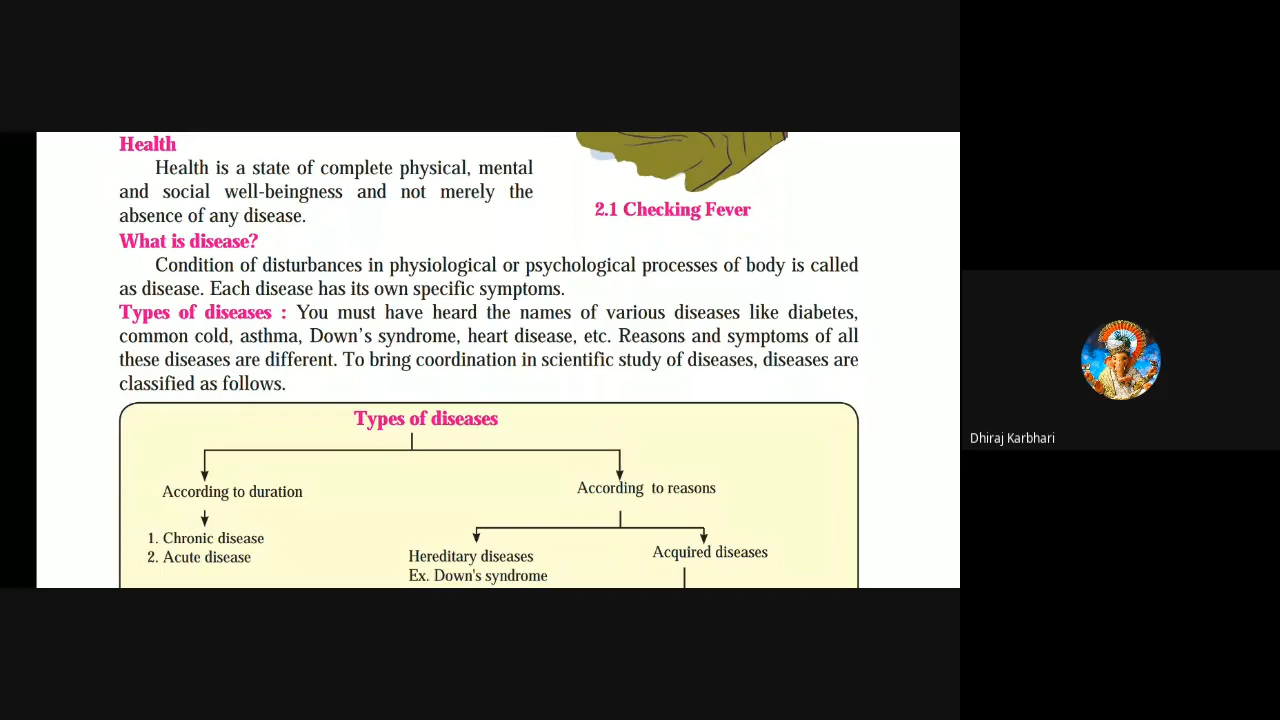 Health
Health is a state of complete physical, mental
and social well-beingness and not merely the
absence of any disease.
2.1 Checking Fever
What is disease?
Condition of disturbances in physiological or psychological processes of body is called
as disease. Each disease has its own specific symptoms.
Types of diseases : You must have heard the names of various diseases like diabetes,
common cold, asthma, Down's syndrome, heart disease, etc. Reasons and symptoms of all
these diseases are different. To bring coordination in scientific study of diseases, diseases are
classified as follows.
Types of diseases
According to duration
According to reasons
1. Chronic disease
2. Acute disease
Hereditary diseases
Ex. Down's syndrome
Acquired diseases
Dhiraj Karbhari